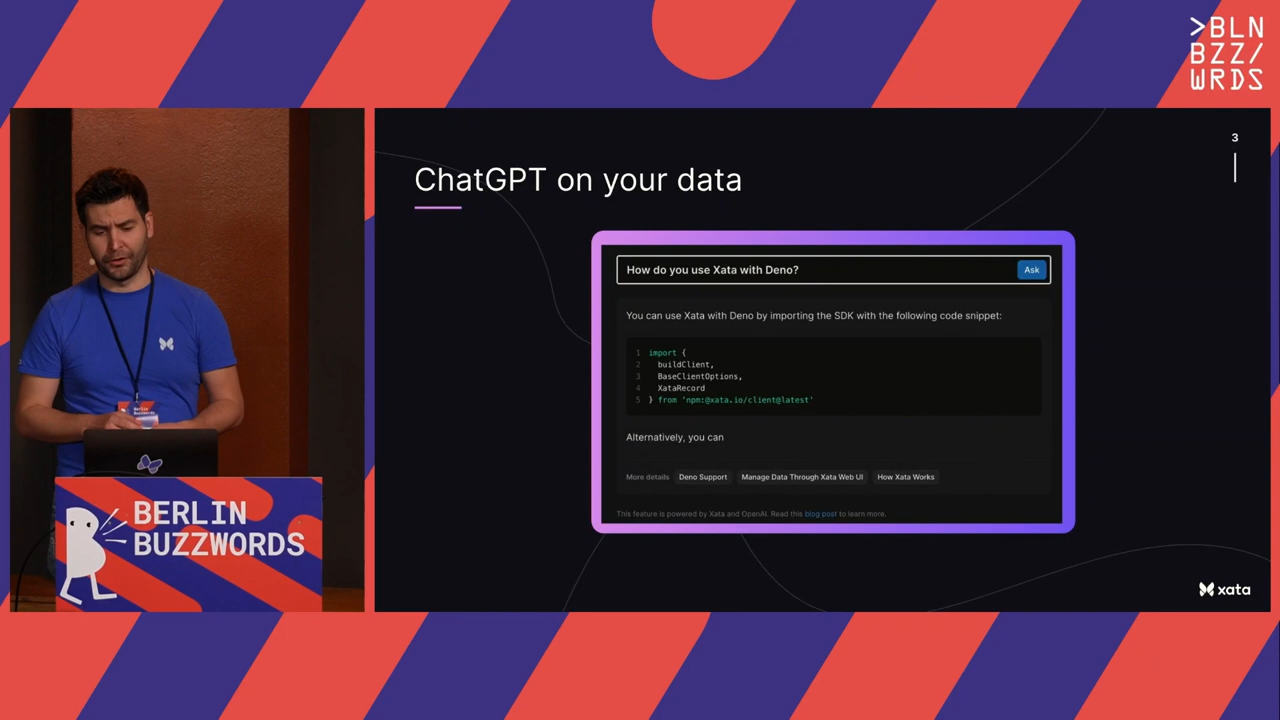 >BLN
BZZ/
WRDS
3
ChatGPT on your data
How do you use Xata with Deno?
Ask
You can use Xata with Deno by importing the SDK with the following code snippet:
1 import {
2 buildClient,
3 BaseClientOptions,
4 XataRecord
5 } from 'npm:@xata.io/client@latest'
Alternatively, you can
More details Deno Support Manage Data Through Xata Web UI How Xata Works
This feature is powered by Xata and OpenAI. Read this blog post to learn more.
xata
Berlin
Buzzwords
BERLIN
BUZZWORDS